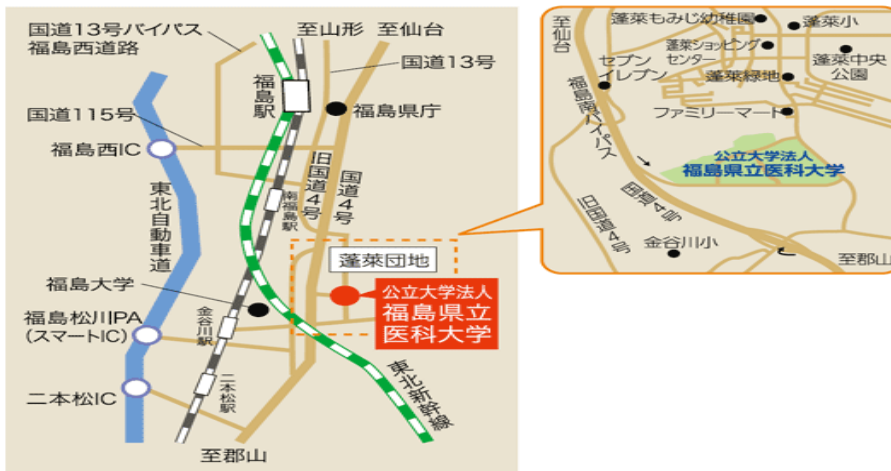 国道13号バイパス
福島西道路
至山形
至仙台
国道13号
福島駅
福島県庁
国道115号
福島西IC
旧国道4号
国道4号
東北自動車道
南福島駅
蓬莱団地
福島大学
公立大学法人
福島県立
医科大学
福島松川IPA
(スマートIC)
金谷川駅
二本松IC
二本松駅
東北新幹線
至郡山
至仙台
蓬莱もみじ幼稚園
蓬莱小
蓬莱ショッピング
センター
蓬莱中央
公園
セブン
イレブン
蓬莱緑地
福島南バイパス
ファミリーマート
公立大学法人
福島県立医科大学
旧国道4号
国道4号
金谷川小
至郡山